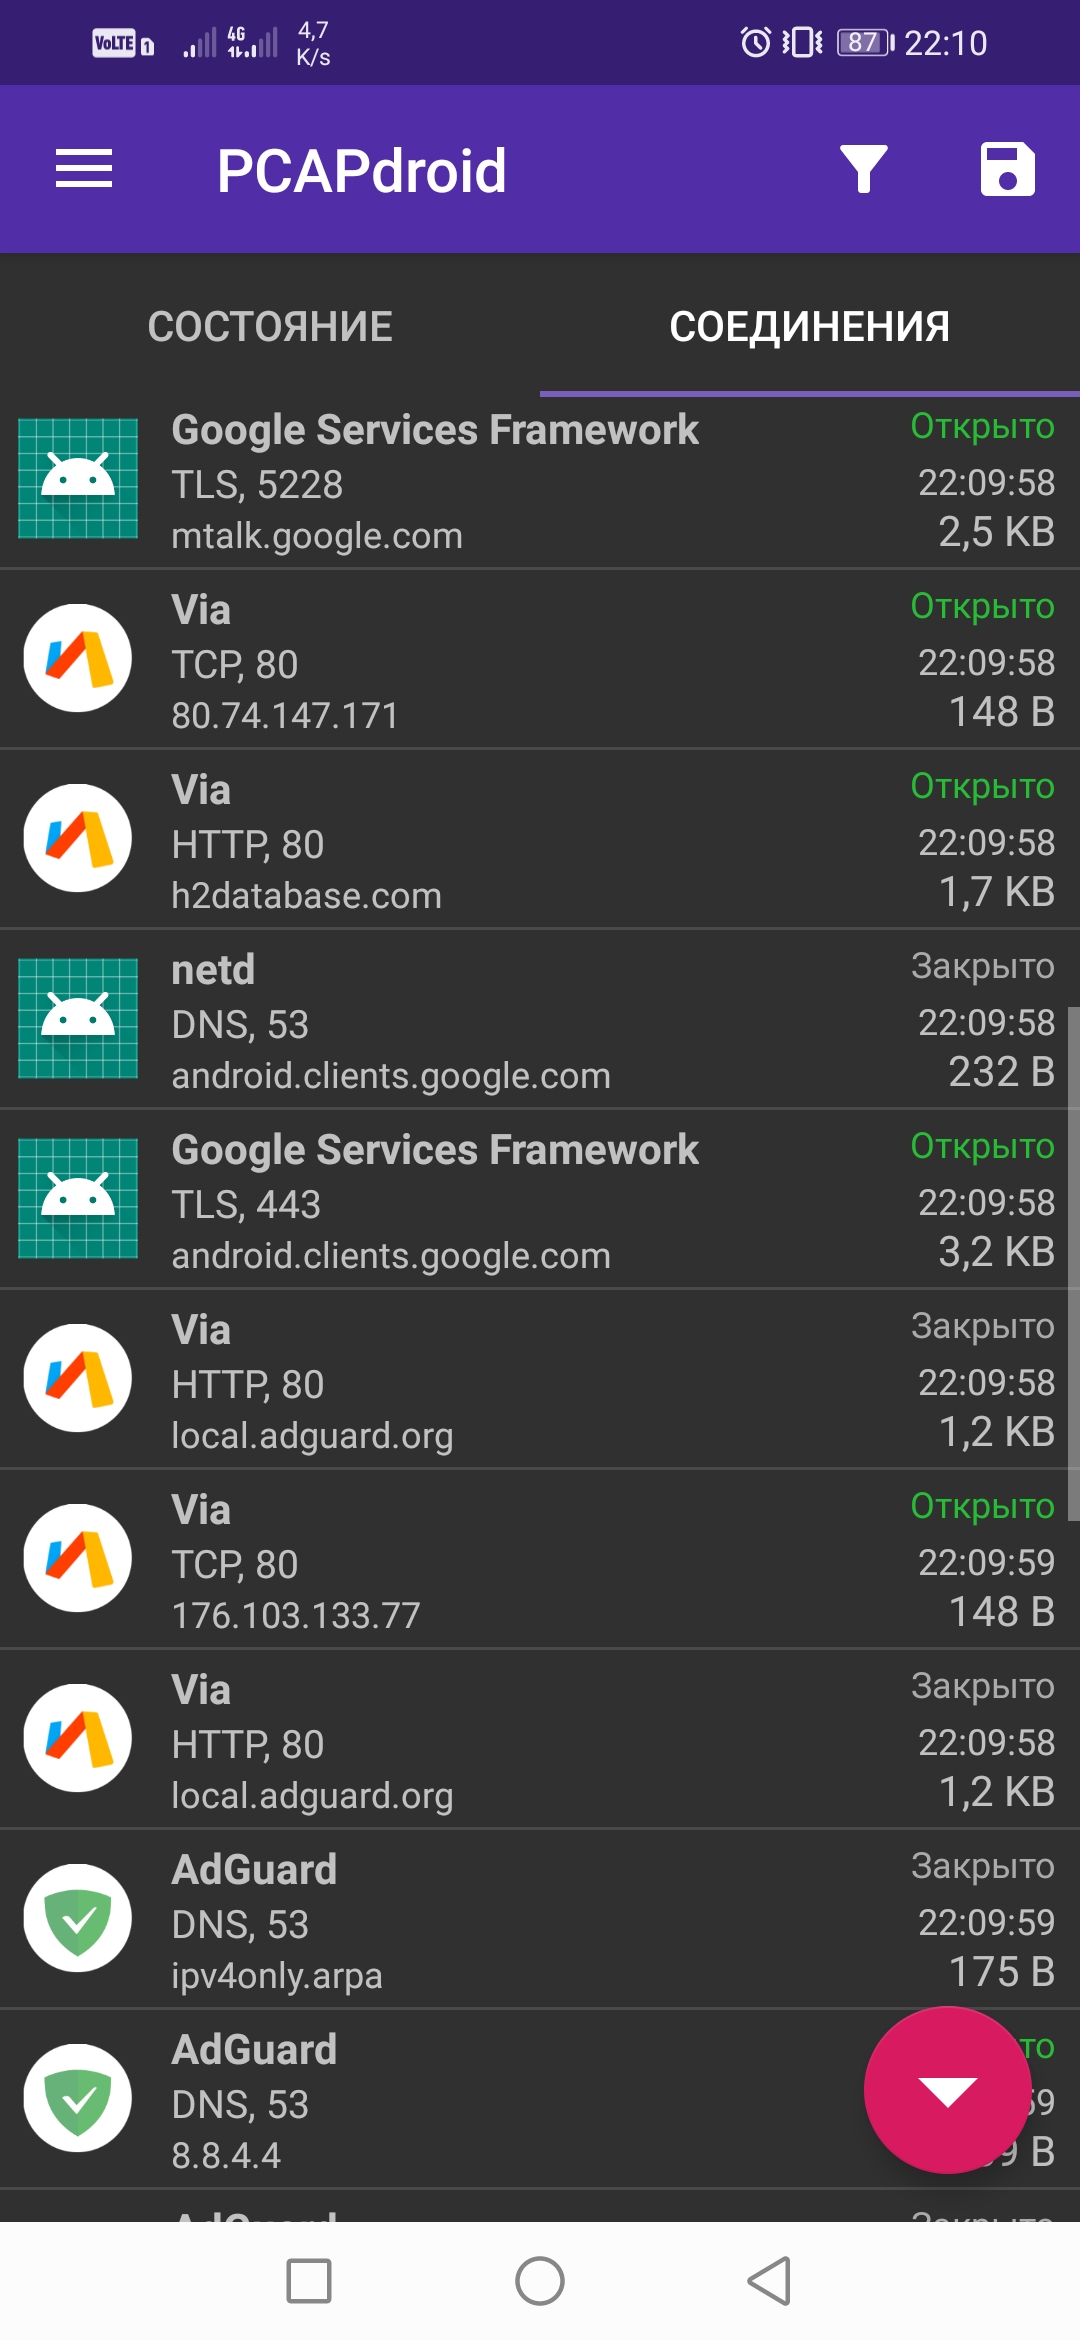 VoLTE 1 4G 4,7 K/s 87 22:10
PCAPdroid
СОСТОЯНИЕ СОЕДИНЕНИЯ
Google Services Framework Открыто
TLS, 5228 22:09:58
mtalk.google.com 2,5 KB
Via Открыто
TCP, 80 22:09:58
80.74.147.171 148 B
Via Открыто
HTTP, 80 22:09:58
h2database.com 1,7 KB
netd Закрыто
DNS, 53 22:09:58
android.clients.google.com 232 B
Google Services Framework Открыто
TLS, 443 22:09:58
android.clients.google.com 3,2 KB
Via Закрыто
HTTP, 80 22:09:58
local.adguard.org 1,2 KB
Via Открыто
TCP, 80 22:09:59
176.103.133.77 148 B
Via Закрыто
HTTP, 80 22:09:58
local.adguard.org 1,2 KB
AdGuard Закрыто
DNS, 53 22:09:59
ipv4only.arpa 175 B
AdGuard
DNS, 53
8.8.4.4 B